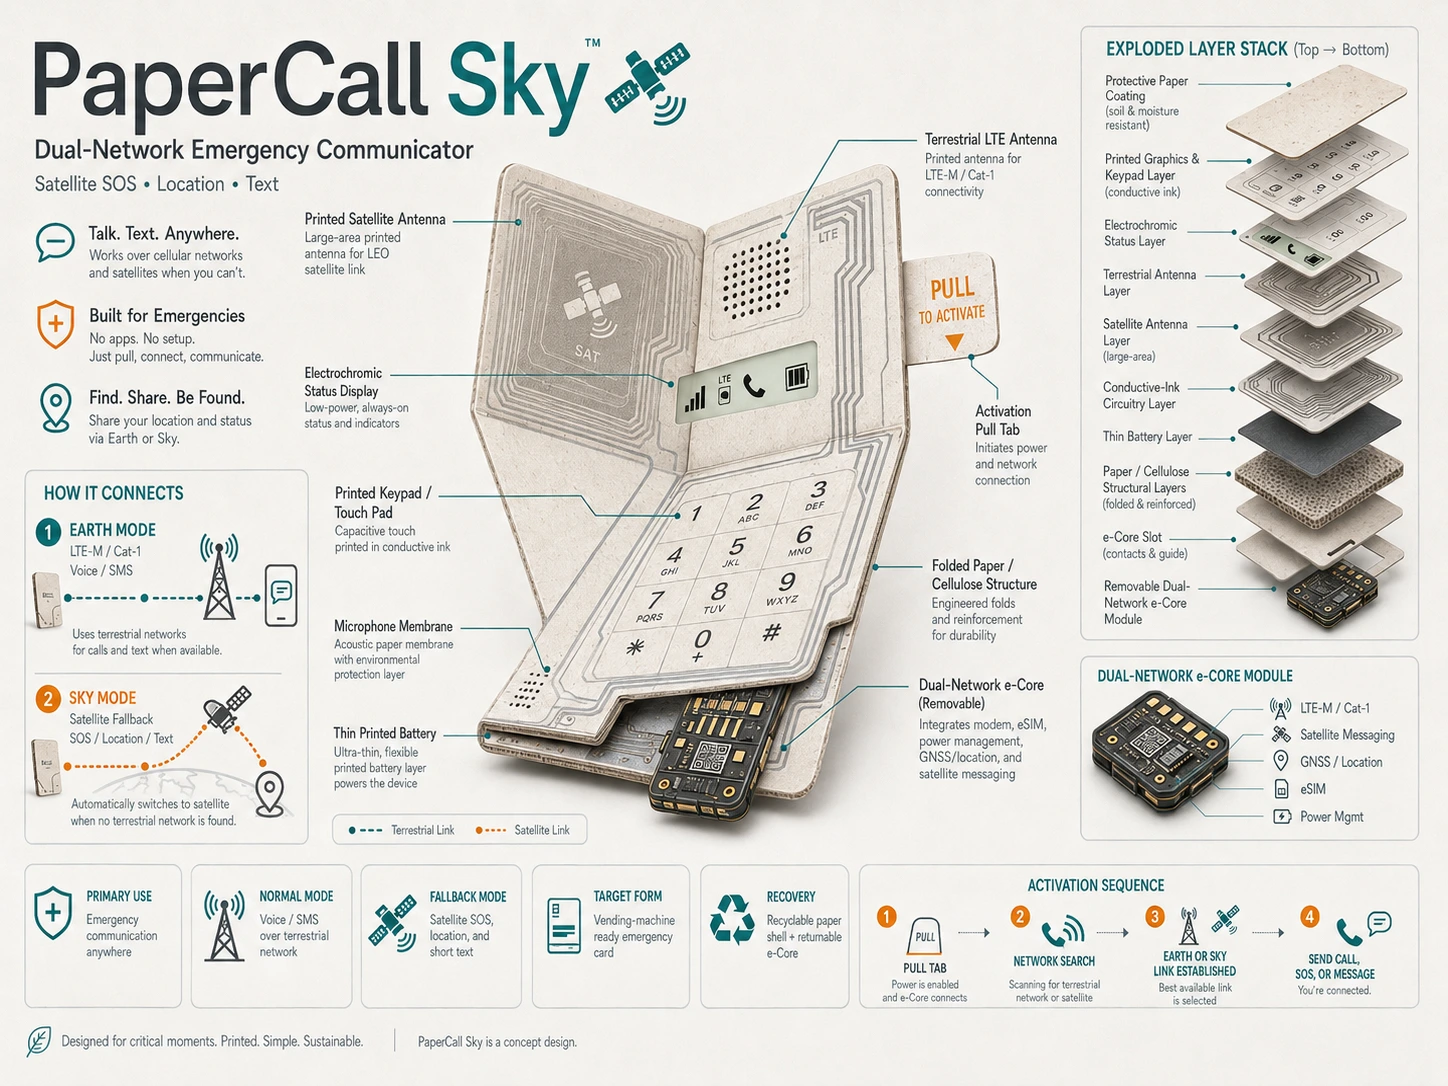 PaperCall Sky™
Dual-Network Emergency Communicator
Satellite SOS • Location • Text
Talk. Text. Anywhere.
Works over cellular networks
and satellites when you can't.
Built for Emergencies
No apps. No setup.
Just pull, connect, communicate.
Find. Share. Be Found.
Share your location and status
via Earth or Sky.
HOW IT CONNECTS
1 EARTH MODE
LTE-M / Cat-1
Voice / SMS
Uses terrestrial networks
for calls and text when available.
2 SKY MODE
Satellite Fallback
SOS / Location / Text
Automatically switches to satellite
when no terrestrial network is found.
Printed Satellite Antenna
Large-area printed
antenna for LEO
satellite link
Electrochromic
Status Display
Low-power, always-on
status and indicators
Printed Keypad /
Touch Pad
Capacitive touch
printed in conductive ink
Microphone Membrane
Acoustic paper membrane
with environmental
protection layer
Thin Printed Battery
Ultra-thin, flexible
printed battery layer
powers the device
Terrestrial Link
Satellite Link
SAT
LTE
LTE
PULL
TO ACTIVATE
1
2
ABC
3
DEF
4
GHI
5
JKL
6
MNO
7
PQRS
8
TUV
9
WXYZ
*
0
+
#
Terrestrial LTE Antenna
Printed antenna for
LTE-M / Cat-1
connectivity
Activation
Pull Tab
Initiates power
and network
connection
Folded Paper /
Cellulose Structure
Engineered folds
and reinforcement
for durability
Dual-Network e-Core
(Removable)
Integrates modem, eSIM,
power management,
GNSS/location, and
satellite messaging
EXPLODED LAYER STACK (Top → Bottom)
Protective Paper
Coating
(soil & moisture
resistant)
Printed Graphics &
Keypad Layer
(conductive ink)
Electrochromic
Status Layer
Terrestrial Antenna
Layer
Satellite Antenna
Layer
(large-area)
Conductive-Ink
Circuitry Layer
Thin Battery Layer
Paper / Cellulose
Structural Layers
(folded & reinforced)
e-Core Slot
(contacts & guide)
Removable Dual-
Network e-Core
Module
DUAL-NETWORK e-CORE MODULE
LTE-M / Cat-1
Satellite Messaging
GNSS / Location
eSIM
Power Mgmt
PRIMARY USE
Emergency
communication
anywhere
NORMAL MODE
Voice / SMS
over terrestrial
network
FALLBACK MODE
Satellite SOS,
location, and
short text
TARGET FORM
Vending-machine
ready emergency
card
RECOVERY
Recyclable paper
shell + returnable
e-Core
ACTIVATION SEQUENCE
1
PULL
PULL TAB
Power is enabled
and e-Core connects
2
NETWORK SEARCH
Scanning for terrestrial
network or satellite
3
EARTH OR SKY
LINK ESTABLISHED
Best available link
is selected
4
SEND CALL,
SOS, OR MESSAGE
You're connected.
Designed for critical moments. Printed. Simple. Sustainable.
PaperCall Sky is a concept design.